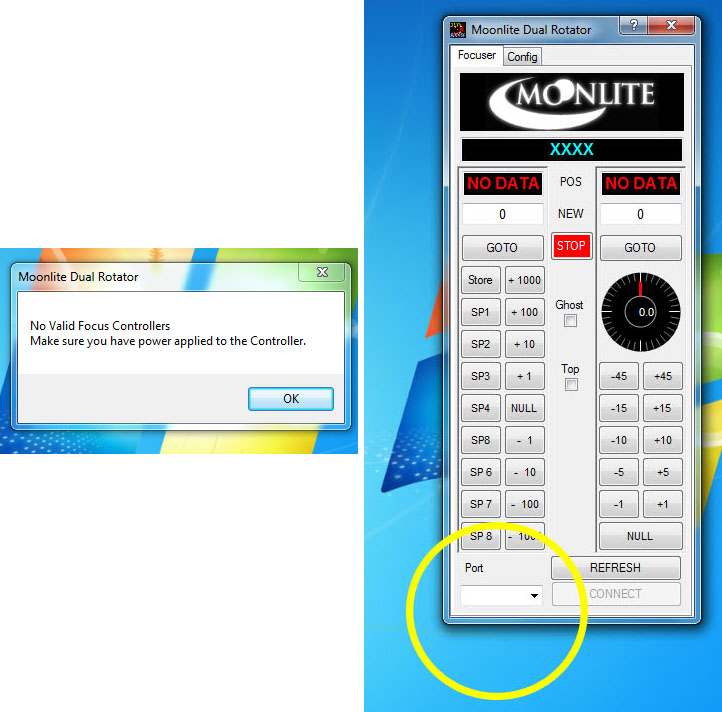 Moonlite Dual Rotator
No Valid Focus Controllers
Make sure you have power applied to the Controller.
OK
Moonlite Dual Rotator
?
Focuser Config
MOONLITE
XXXX
NO DATA POS NO DATA
0 NEW 0
GOTO STOP GOTO
Store + 1000
SP1 + 100
Ghost
0.0
SP2 + 10
SP3 + 1
Top
-45 +45
SP4 NULL
-15 +15
SP8 - 1
-10 +10
SP 6 - 10
-5 +5
SP 7 - 100
-1 +1
SP 8 - 1000
NULL
Port
REFRESH
CONNECT